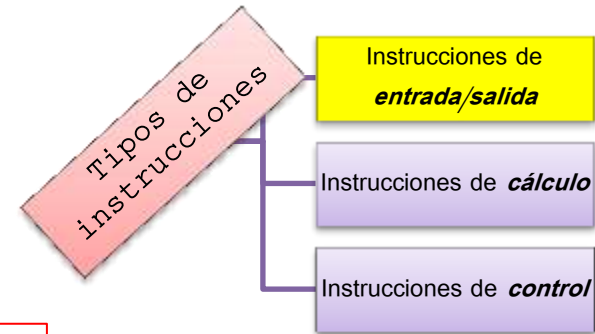 Tipos de
instrucciones
Instrucciones de
entrada/salida
Instrucciones de cálculo
Instrucciones de control